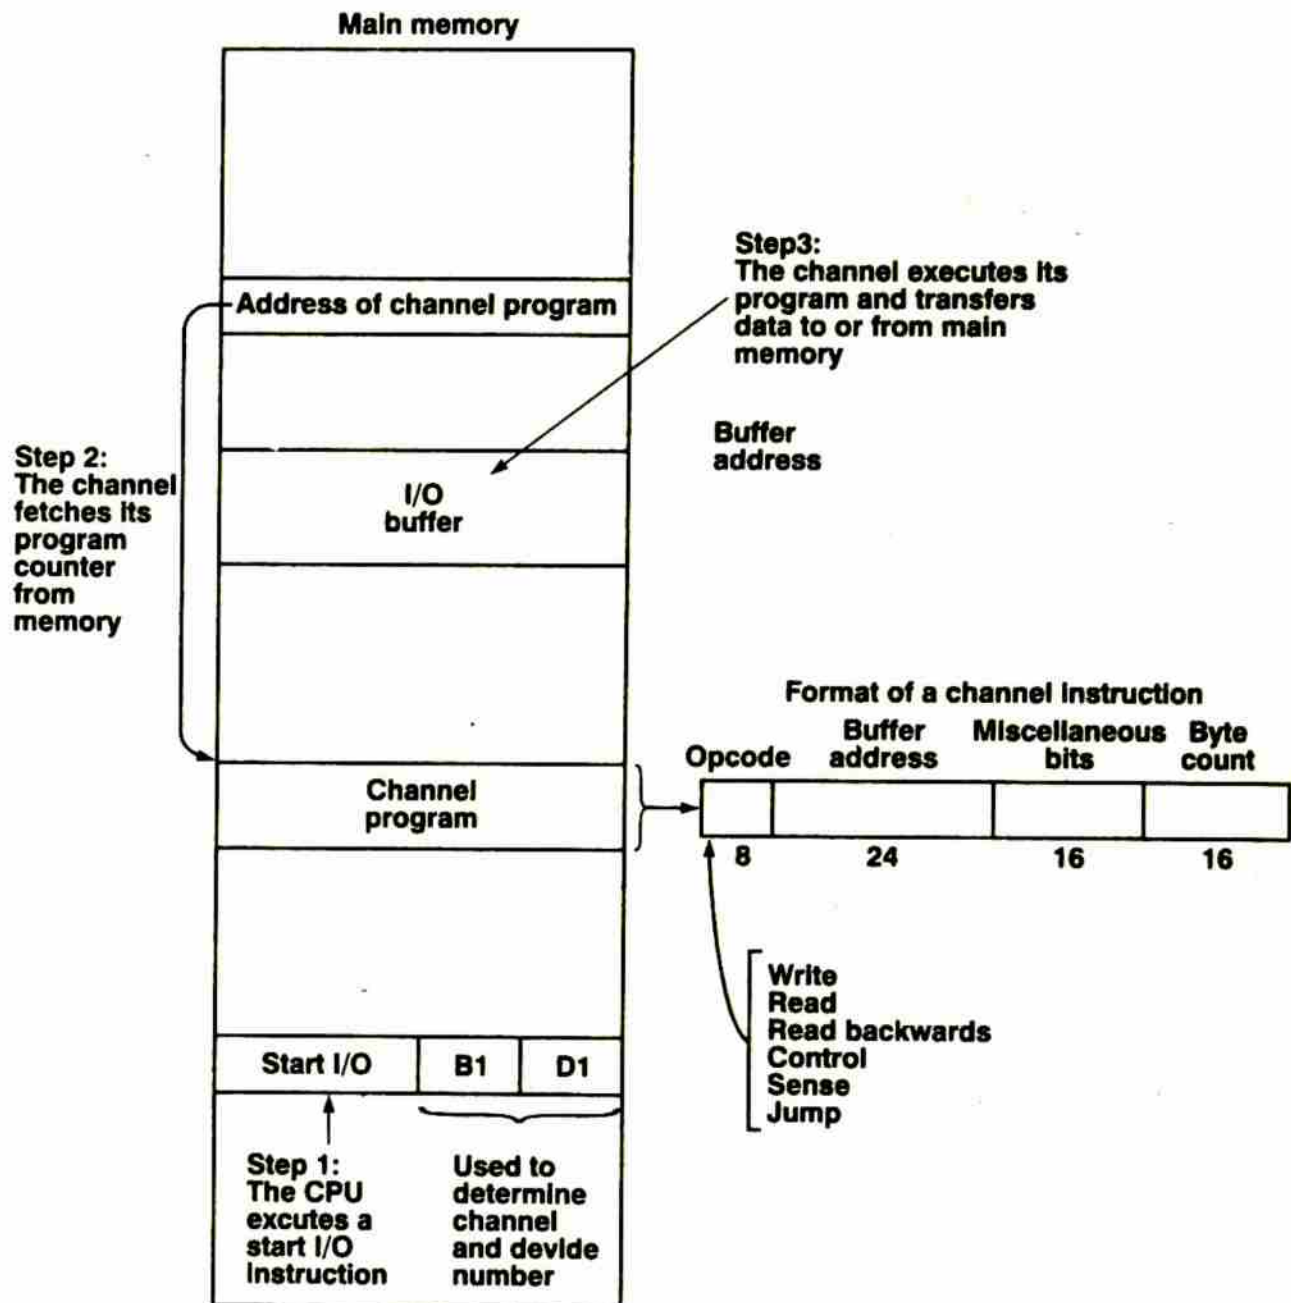 Main memory
Address of channel program
Step3:
The channel executes its
program and transfers
data to or from main
memory
Buffer
address
Step 2:
The channel
fetches its
program
counter
from
memory
I/O
buffer
Format of a channel instruction
Opcode
Buffer
address
Miscellaneous
bits
Byte
count
Channel
program
8
24
16
16
Write
Read
Read backwards
Control
Sense
Jump
Start I/O
B1
D1
Step 1:
The CPU
excutes a
start I/O
instruction
Used to
determine
channel
and devide
number